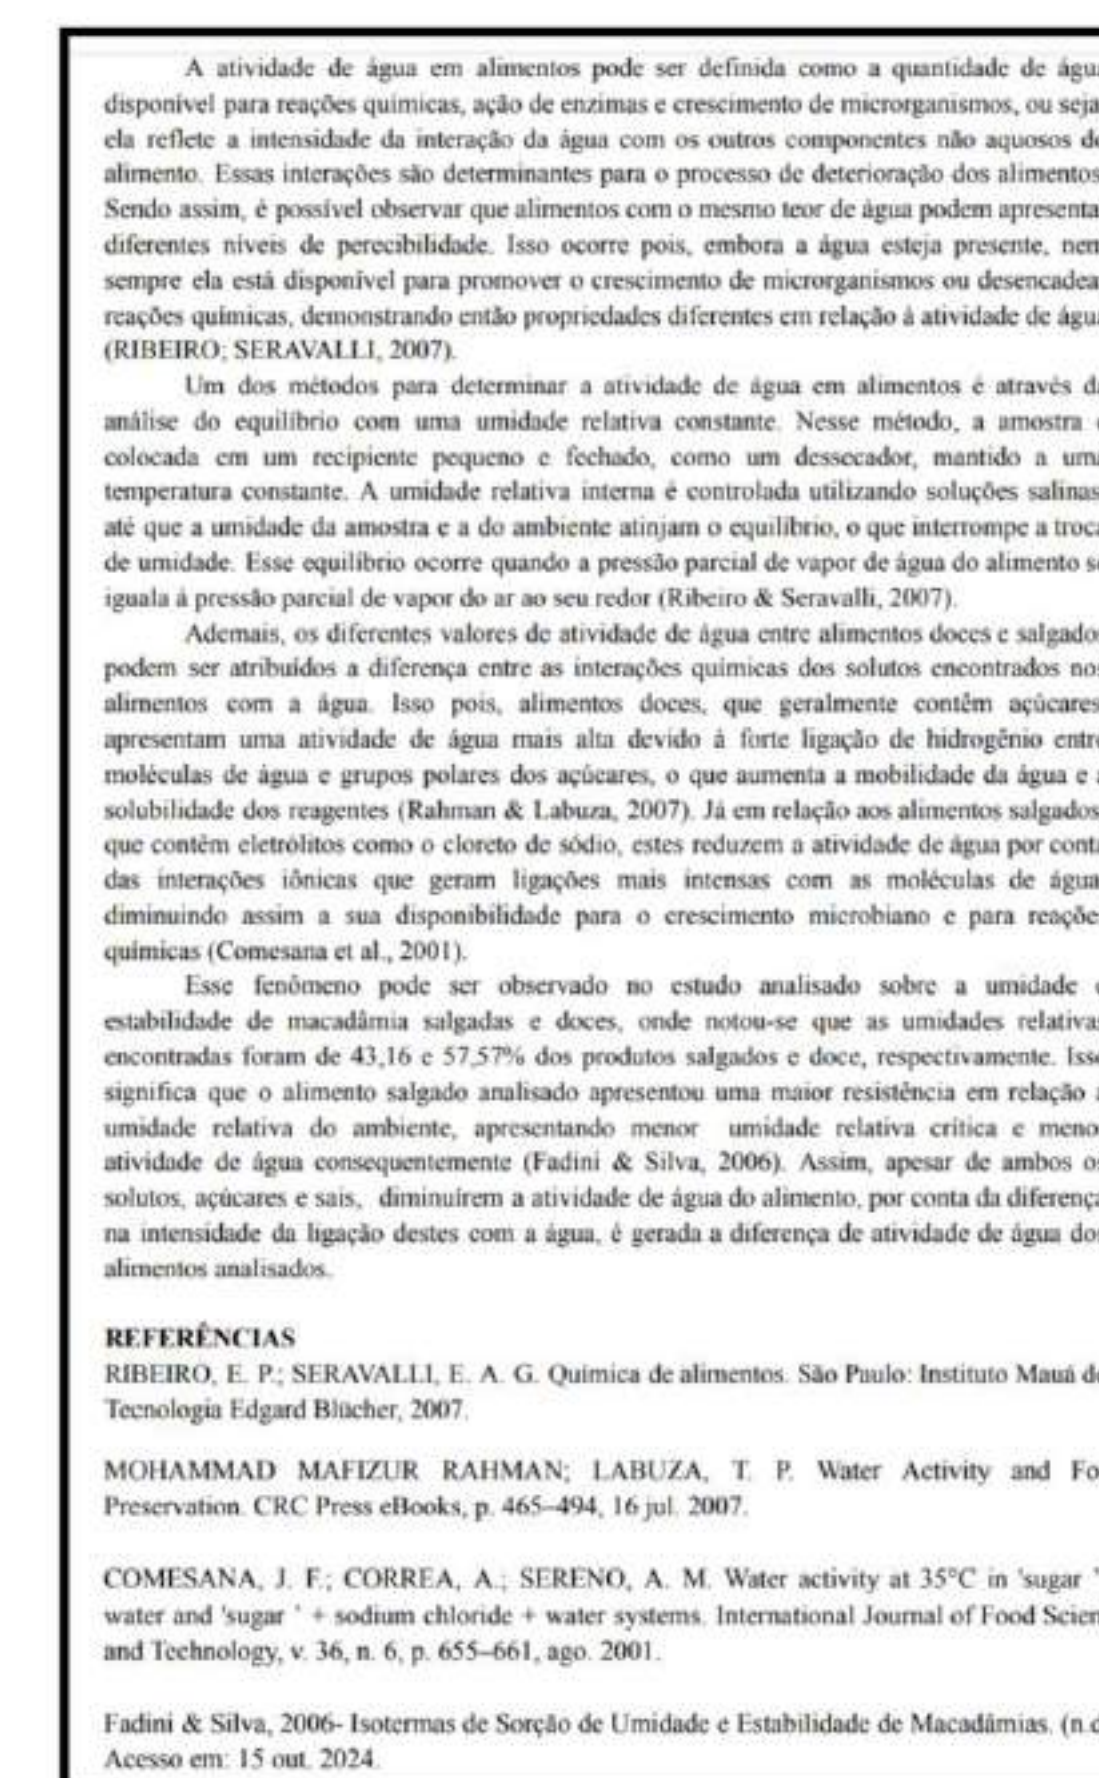 A atividade de água em alimentos pode ser definida como a quantidade de água
disponível para reações químicas, ação de enzimas e crescimento de microrganismos, ou seja
ela reflete a intensidade da interação da água com os outros componentes não aquosos do
alimento. Essas interações são determinantes para o processo de deterioração dos alimentos
Sendo assim, é possível observar que alimentos com o mesmo teor de água podem apresenta
diferentes níveis de perecibilidade. Isso ocorre pois, embora a água esteja presente, nem
sempre ela está disponível para promover o crescimento de microrganismos ou desencadea
reações químicas, demonstrando então propriedades diferentes em relação à atividade de água
(RIBEIRO; SERAVALLI, 2007).
Um dos métodos para determinar a atividade de água em alimentos é através da
análise do equilíbrio com uma umidade relativa constante. Nesse método, a amostra
colocada em um recipiente pequeno e fechado, como um dessecador, mantido a uma
temperatura constante. A umidade relativa interna é controlada utilizando soluções salinas
até que a umidade da amostra e a do ambiente atinjam o equilíbrio, o que interrompe a troca
de umidade. Esse equilíbrio ocorre quando a pressão parcial de vapor de água do alimento se
iguala à pressão parcial de vapor do ar ao seu redor (Ribeiro & Seravalli, 2007).
Ademais, os diferentes valores de atividade de água entre alimentos doces e salgados
podem ser atribuídos a diferença entre as interações químicas dos solutos encontrados nos
alimentos com a água. Isso pois, alimentos doces, que geralmente contêm açúcares
apresentam uma atividade de água mais alta devido à forte ligação de hidrogênio entre
moléculas de água e grupos polares dos açúcares, o que aumenta a mobilidade da água e a
solubilidade dos reagentes (Rahman & Labuza, 2007). Já em relação aos alimentos salgados
que contêm eletrólitos como o cloreto de sódio, estes reduzem a atividade de água por conta
das interações iônicas que geram ligações mais intensas com as moléculas de água
diminuindo assim a sua disponibilidade para o crescimento microbiano e para reações
químicas (Comesana et al., 2001).
Esse fenômeno pode ser observado no estudo analisado sobre a umidade e
estabilidade de macadâmia salgadas e doces, onde notou-se que as umidades relativas
encontradas foram de 43,16 e 57,57% dos produtos salgados e doce, respectivamente. Isso
significa que o alimento salgado analisado apresentou uma maior resistência em relação a
umidade relativa do ambiente, apresentando menor umidade relativa crítica e menor
atividade de água consequentemente (Fadini & Silva, 2006). Assim, apesar de ambos os
solutos, açúcares e sais, diminuírem a atividade de água do alimento, por conta da diferença
na intensidade da ligação destes com a água, é gerada a diferença de atividade de água dos
alimentos analisados.
REFERÊNCIAS
RIBEIRO, E. P.; SERAVALLI, E. A. G. Química de alimentos. São Paulo: Instituto Mauá de
Tecnologia Edgard Blücher, 2007.
MOHAMMAD MAFIZUR RAHMAN; LABUZA, T. P. Water Activity and Fo
Preservation. CRC Press eBooks, p. 465–494, 16 jul. 2007.
COMESANA, J. F.; CORREA, A.; SERENO, A. M. Water activity at 35°C in 'sugar '
water and 'sugar ' + sodium chloride + water systems. International Journal of Food Scien
and Technology, v. 36, n. 6, p. 655–661, ago. 2001.
Fadini & Silva, 2006- Isotermas de Sorção de Umidade e Estabilidade de Macadâmias. (n.d
Acesso em: 15 out. 2024.